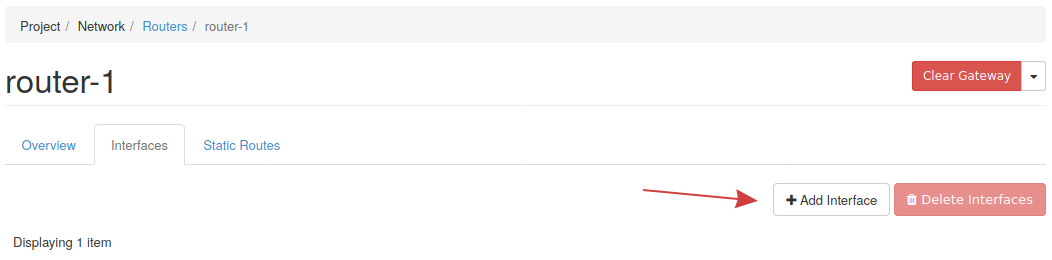 Project / Network / Routers / router-1
router-1
Clear Gateway
Overview Interfaces Static Routes
Add Interface Delete Interfaces
Displaying 1 item